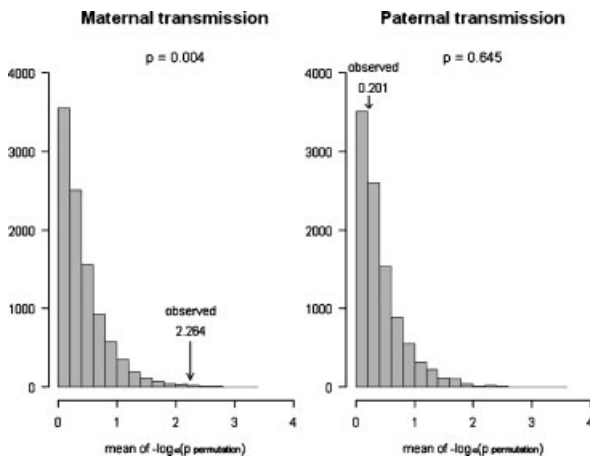 Maternal transmission
p = 0.004
4000
3000
2000
1000
0
observed
2.264
0
1
2
3
4
mean of -log₁₀(p permutation)
Paternal transmission
p = 0.645
observed
0.201
4000
3000
2000
1000
0
0
1
2
3
4
mean of -log₁₀(p permutation)